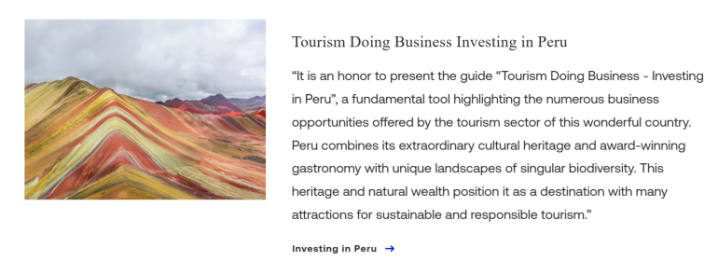 Tourism Doing Business Investing in Peru
“It is an honor to present the guide “Tourism Doing Business - Investing
in Peru”, a fundamental tool highlighting the numerous business
opportunities offered by the tourism sector of this wonderful country.
Peru combines its extraordinary cultural heritage and award-winning
gastronomy with unique landscapes of singular biodiversity. This
heritage and natural wealth position it as a destination with many
attractions for sustainable and responsible tourism.”
Investing in Peru →